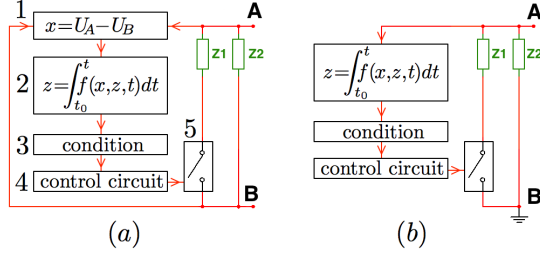 1
x=U_A−U_B
A
Z1
Z2
2
z=∫_{t_0}^{t} f(x,z,t)dt
3
condition
5
4
control circuit
B
(a)
A
z=∫_{t_0}^{t} f(x,z,t)dt
Z1
Z2
condition
control circuit
B
(b)